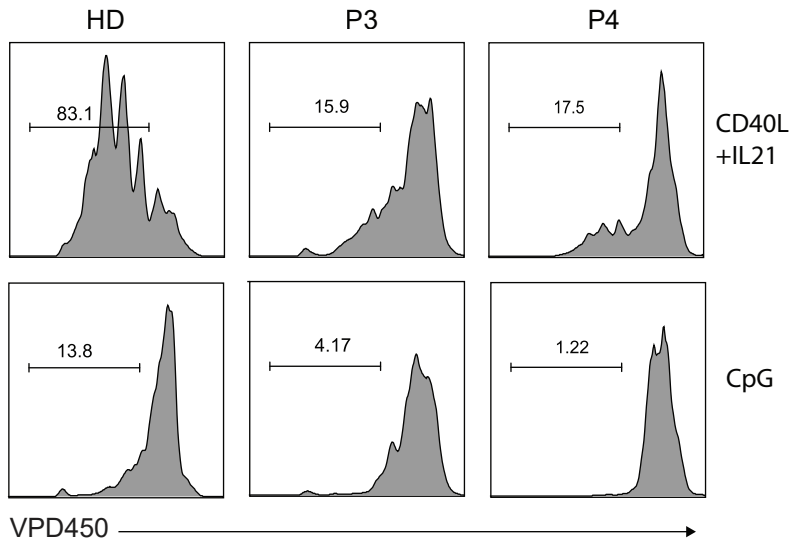 HD P3 P4
83.1 15.9 17.5
CD40L
+IL21
13.8 4.17 1.22
CpG
VPD450